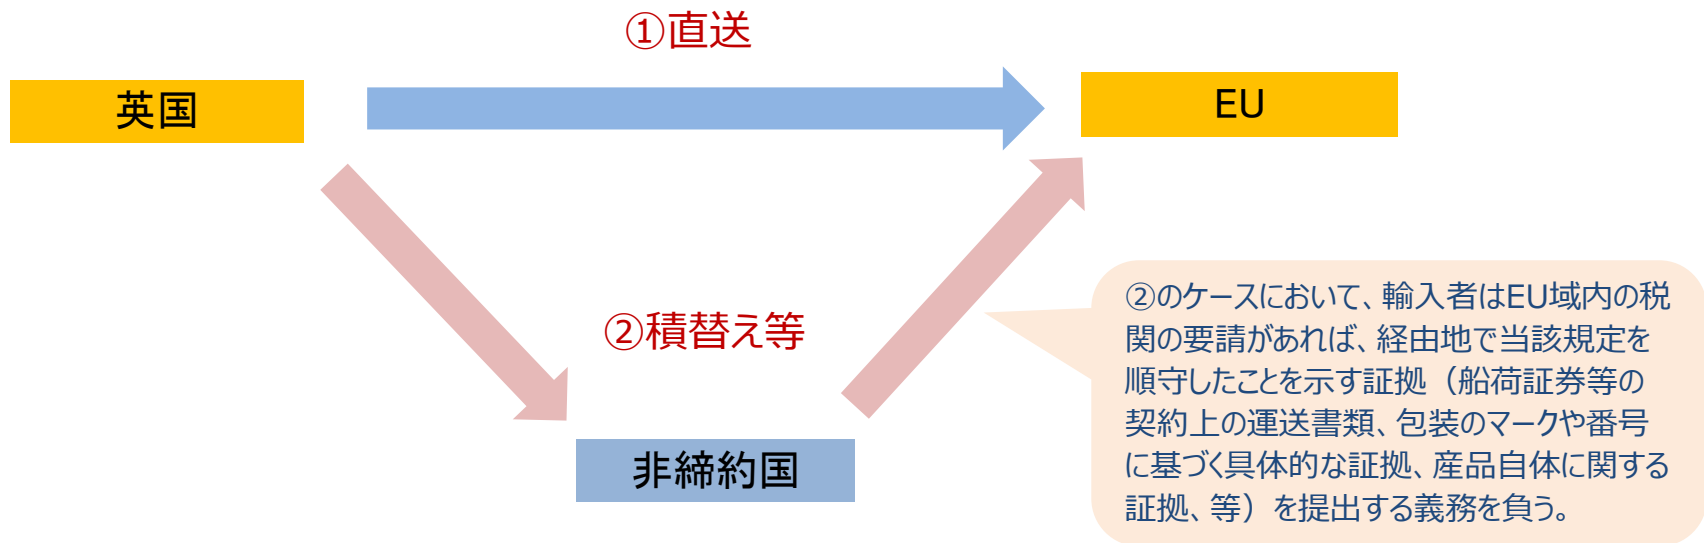 ①直送
英国
EU
②積替え等
非締約国
②のケースにおいて、輸入者はEU域内の税
関の要請があれば、経由地で当該規定を
順守したことを示す証拠（船荷証券等の
契約上の運送書類、包装のマークや番号
に基づく具体的な証拠、産品自体に関する
証拠、等）を提出する義務を負う。